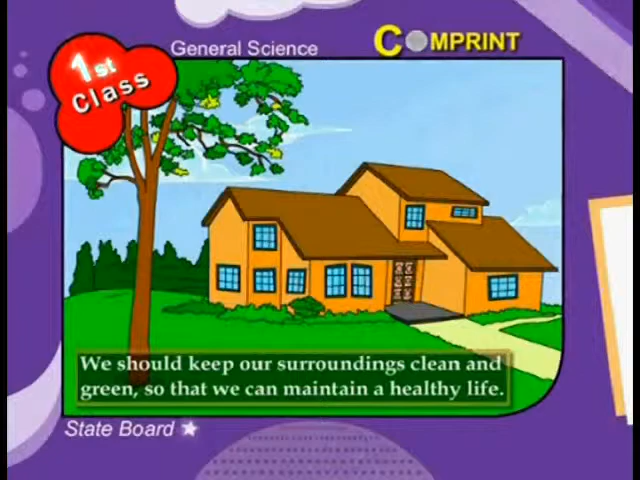 General Science
COMPRINT
1st
Class
We should keep our surroundings clean and
green, so that we can maintain a healthy life.
State Board